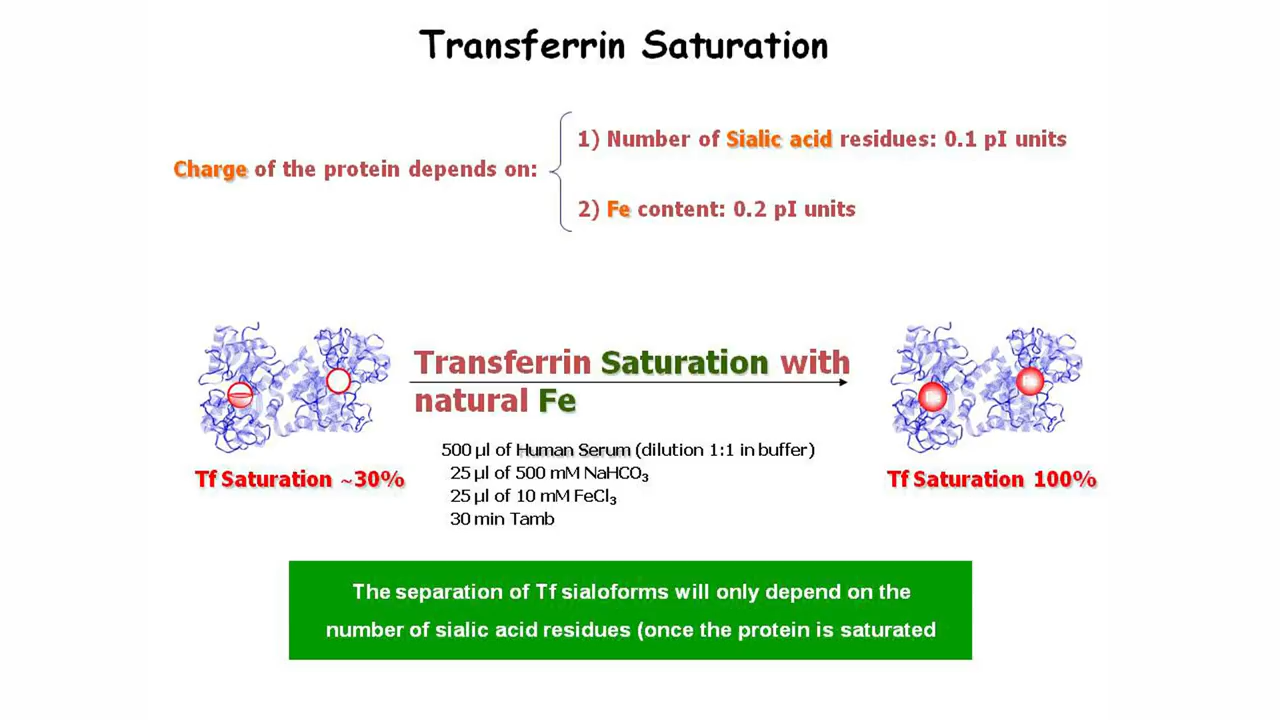 Transferrin Saturation
Charge of the protein depends on:
1) Number of Sialic acid residues: 0.1 pI units
2) Fe content: 0.2 pI units
Transferrin Saturation with
natural Fe
500 µl of Human Serum (dilution 1:1 in buffer)
25 µl of 500 mM NaHCO₃
25 µl of 10 mM FeCl₃
30 min Tamb
Tf Saturation ~30%
Tf Saturation 100%
The separation of Tf sialoforms will only depend on the
number of sialic acid residues (once the protein is saturated